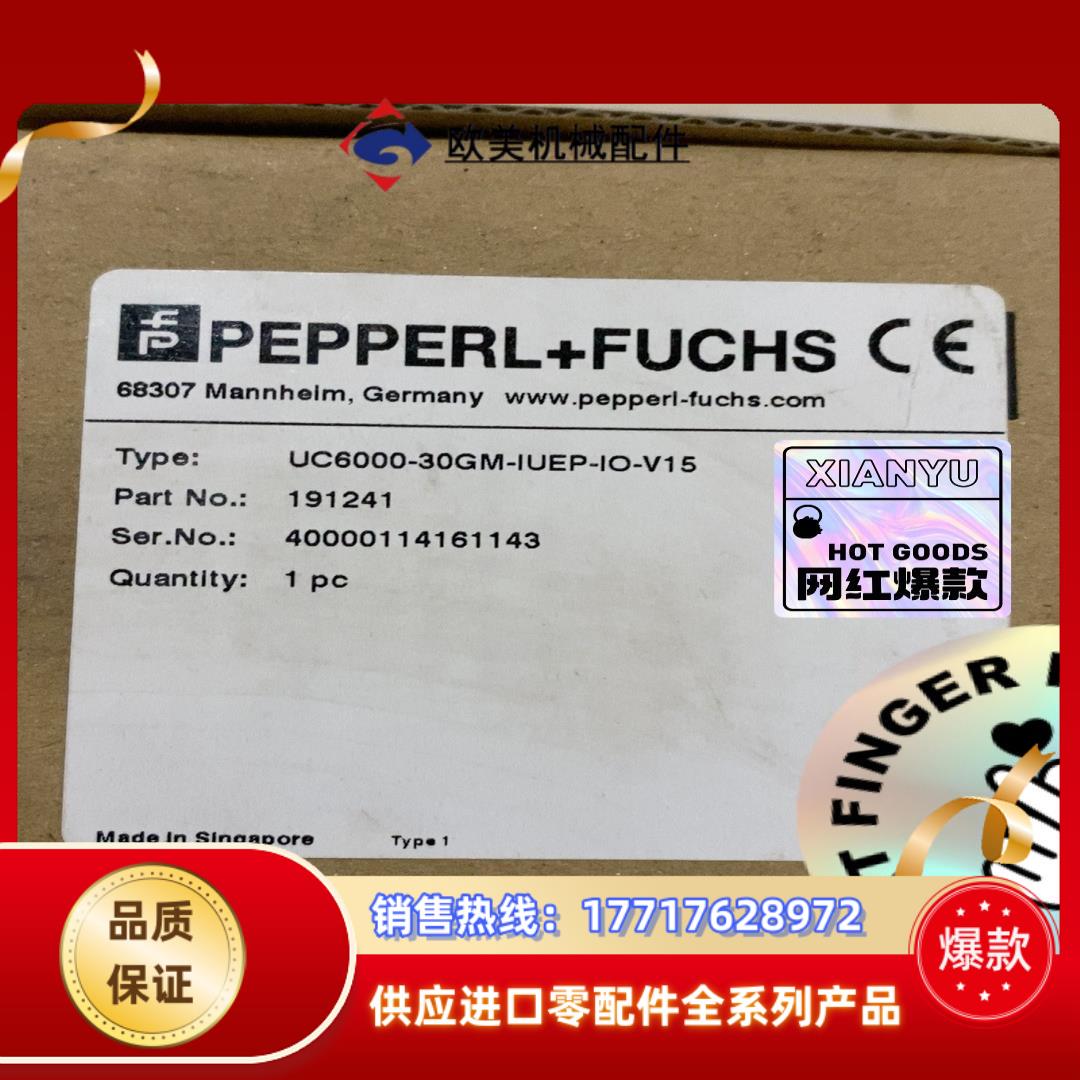 欧美机械配件
PEPPERL+FUCHS CE
68307 Mannheim, Germany www.pepperl-fuchs.com
Type: UC6000-30GM-IUEP-IO-V15
Part No.: 191241
Ser.No.: 40000114161143
Quantity: 1 pc
XIANYU
HOT GOODS
网红爆款
FINGER
Made in Singapore Type 1
品质
保证
销售热线：17717628972
供应进口零配件全系列产品
爆款